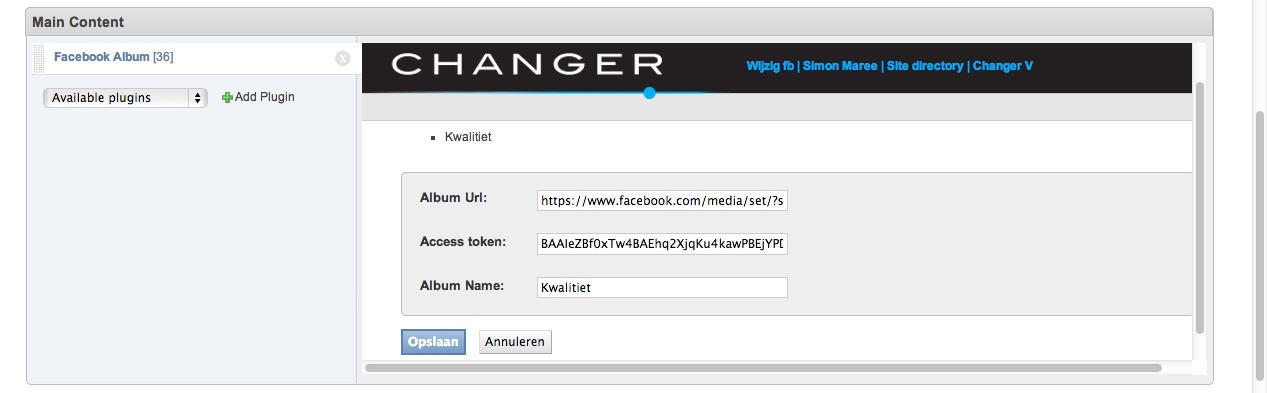 Main Content
Facebook Album [36]
X
Available plugins
Add Plugin
CHANGER
Wijzig fb | Simon Maree | Site directory | Changer V
Kwalitiet
Album Url: https://www.facebook.com/media/set/?s
Access token: BAAIeZBf0xTw4BAEhq2XjqKu4kawPBEjYPD
Album Name: Kwalitiet
Opslaan Annuleren